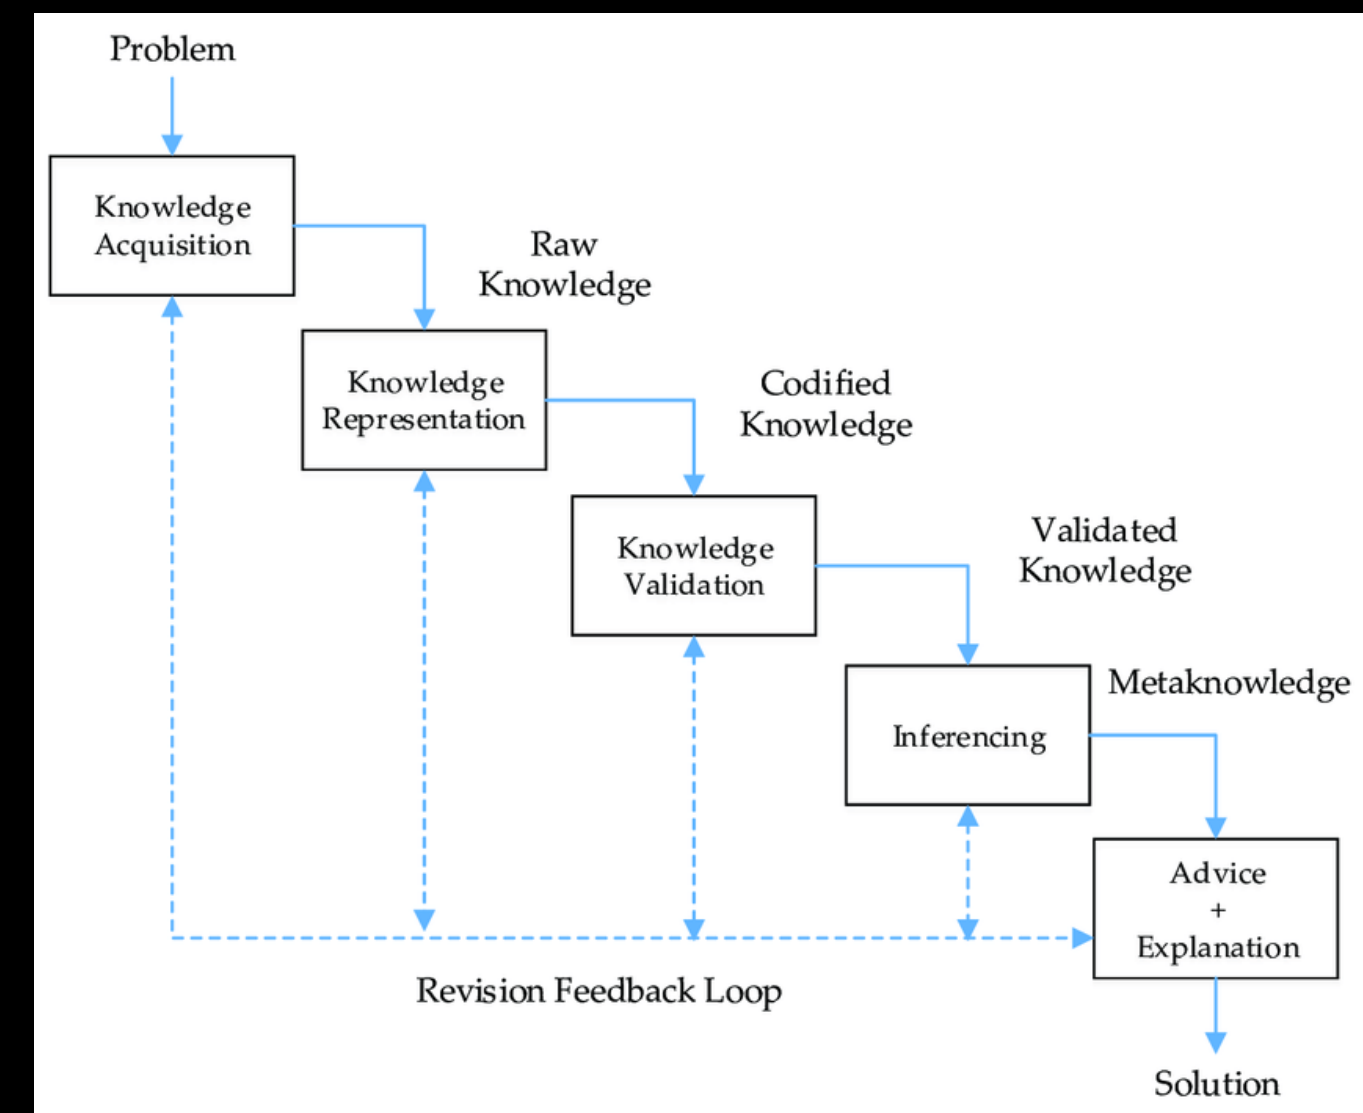 Problem
Knowledge
Acquisition
Raw
Knowledge
Knowledge
Representation
Codified
Knowledge
Knowledge
Validation
Validated
Knowledge
Inferencing
Metaknowledge
Advice
+
Explanation
Revision Feedback Loop
Solution